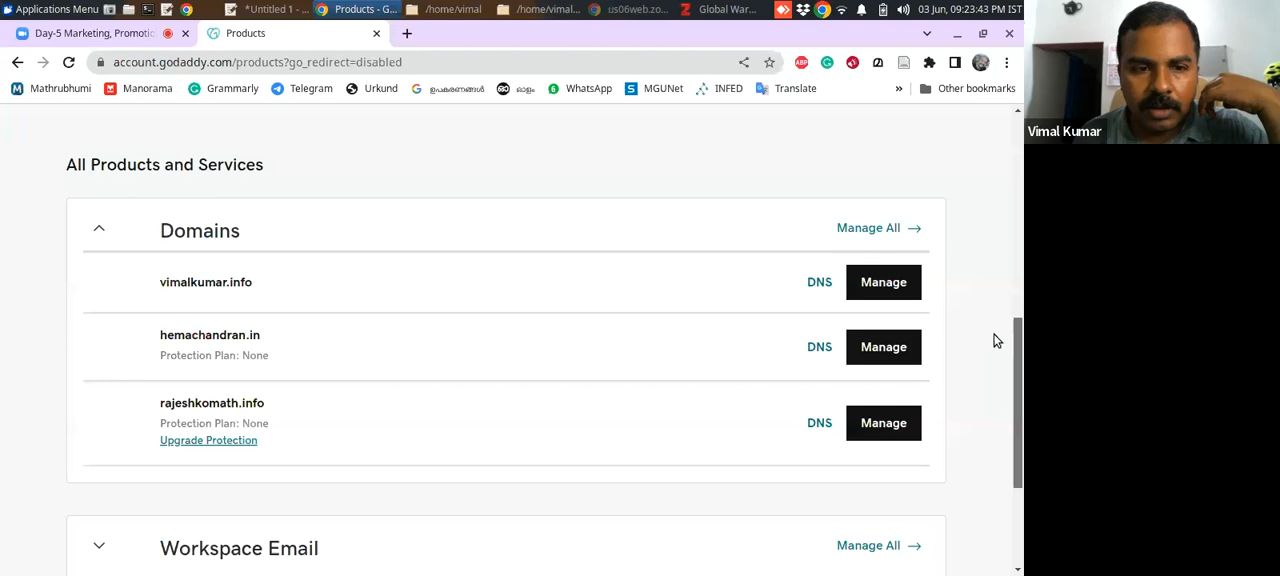 Applications Menu
*Untitled 1 - ...
Products - G...
/home/vimal
/home/vimal...
us06web.zo...
Global War...
03 Jun, 09:23:43 PM IST
Day-5 Marketing, Promotic
Products
account.godaddy.com/products?go_redirect=disabled
Mathrubhumi
Manorama
Grammarly
Telegram
Urkund
ഉപകരണങ്ങൾ
ഓളം
WhatsApp
MGUNet
INFED
Translate
»
Other bookmarks
Vimal Kumar
All Products and Services
Domains
Manage All →
vimalkumar.info
DNS
Manage
hemachandran.in
Protection Plan: None
DNS
Manage
rajeshkomath.info
Protection Plan: None
Upgrade Protection
DNS
Manage
Workspace Email
Manage All →